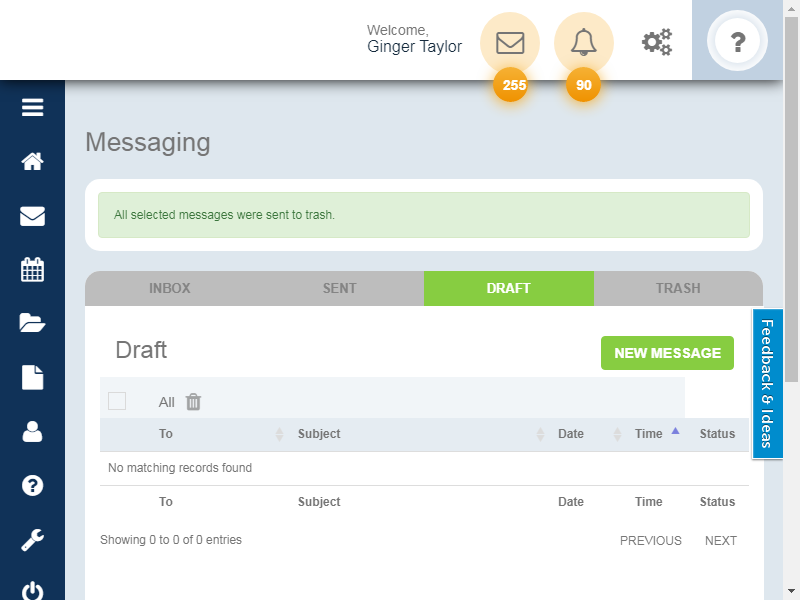 Welcome,
Ginger Taylor
255
90
?
Messaging
All selected messages were sent to trash.
INBOX SENT DRAFT TRASH
Draft
NEW MESSAGE
All
To Subject Date Time Status
No matching records found
To Subject Date Time Status
Showing 0 to 0 of 0 entries
PREVIOUS NEXT
Feedback & Ideas
?